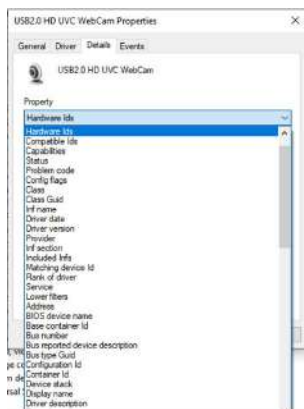 USB2.0 HD UVC WebCam Properties
General Driver Details Events
USB2.0 HD UVC WebCam
Property
Hardware Ids
Hardware Ids
Compatible Ids
Capabilities
Status
Problem code
Config flags
Class
Class Guid
Inf name
Driver date
Driver version
Provider
Inf section
Included Infs
Matching device Id
Rank of driver
Service
Lower filters
Address
BIOS device name
Base container Id
Bus number
Bus reported device description
Bus type Guid
Configuration Id
Container Id
Device stack
Display name
Driver description